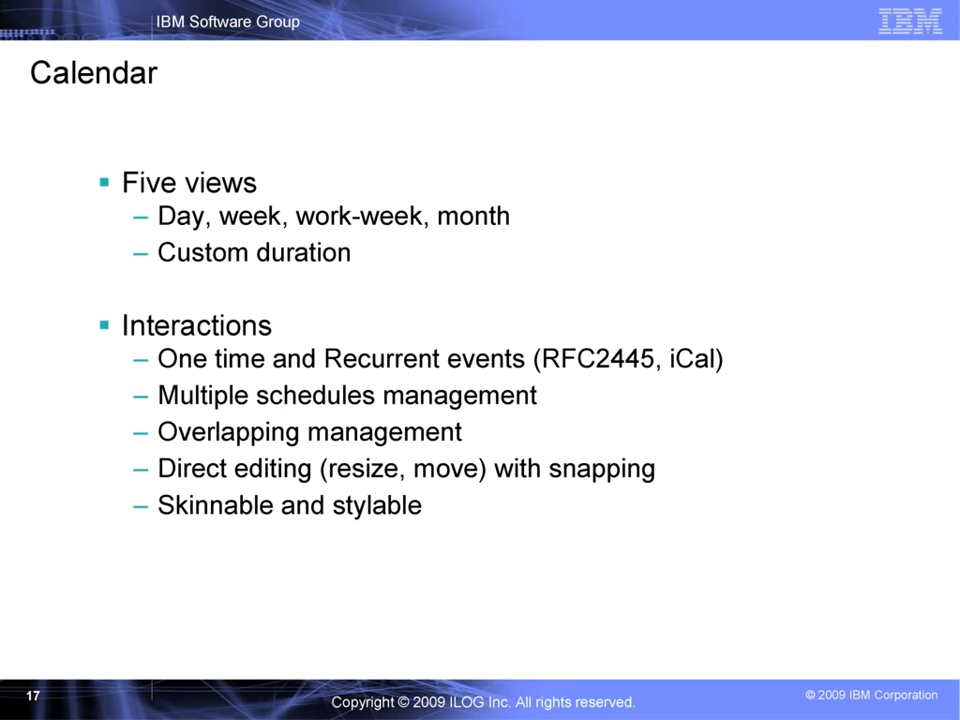 IBM Software Group
IBM
Calendar
▪ Five views
– Day, week, work-week, month
– Custom duration
▪ Interactions
– One time and Recurrent events (RFC2445, iCal)
– Multiple schedules management
– Overlapping management
– Direct editing (resize, move) with snapping
– Skinnable and stylable
17
Copyright © 2009 ILOG Inc. All rights reserved.
© 2009 IBM Corporation